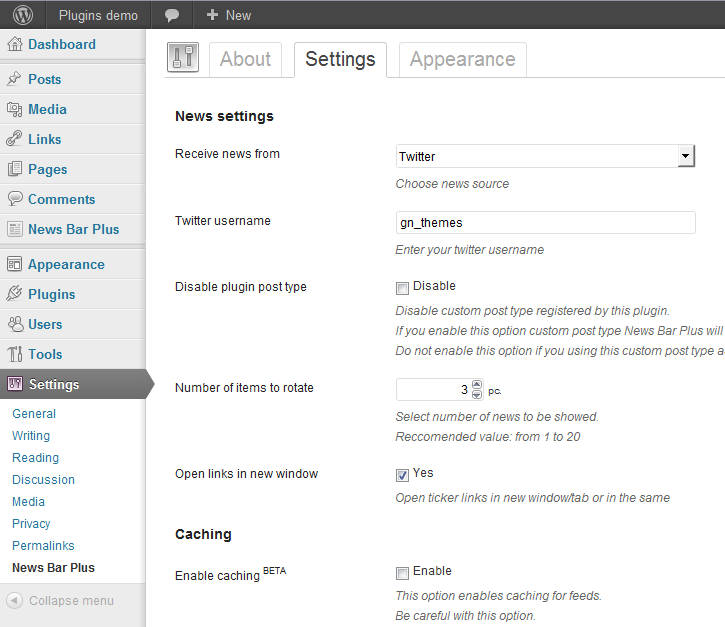 Plugins demo
New
Dashboard
Posts
Media
Links
Pages
Comments
News Bar Plus
Appearance
Plugins
Users
Tools
Settings
General
Writing
Reading
Discussion
Media
Privacy
Permalinks
News Bar Plus
Collapse menu
About
Settings
Appearance
News settings
Receive news from
Twitter
Choose news source
Twitter username
gn_themes
Enter your twitter username
Disable plugin post type
Disable
Disable custom post type registered by this plugin.
If you enable this option custom post type News Bar Plus will
Do not enable this option if you using this custom post type a
Number of items to rotate
3 pc.
Select number of news to be showed.
Reccomended value: from 1 to 20
Open links in new window
Yes
Open ticker links in new window/tab or in the same
Caching
Enable caching BETA
Enable
This option enables caching for feeds.
Be careful with this option.